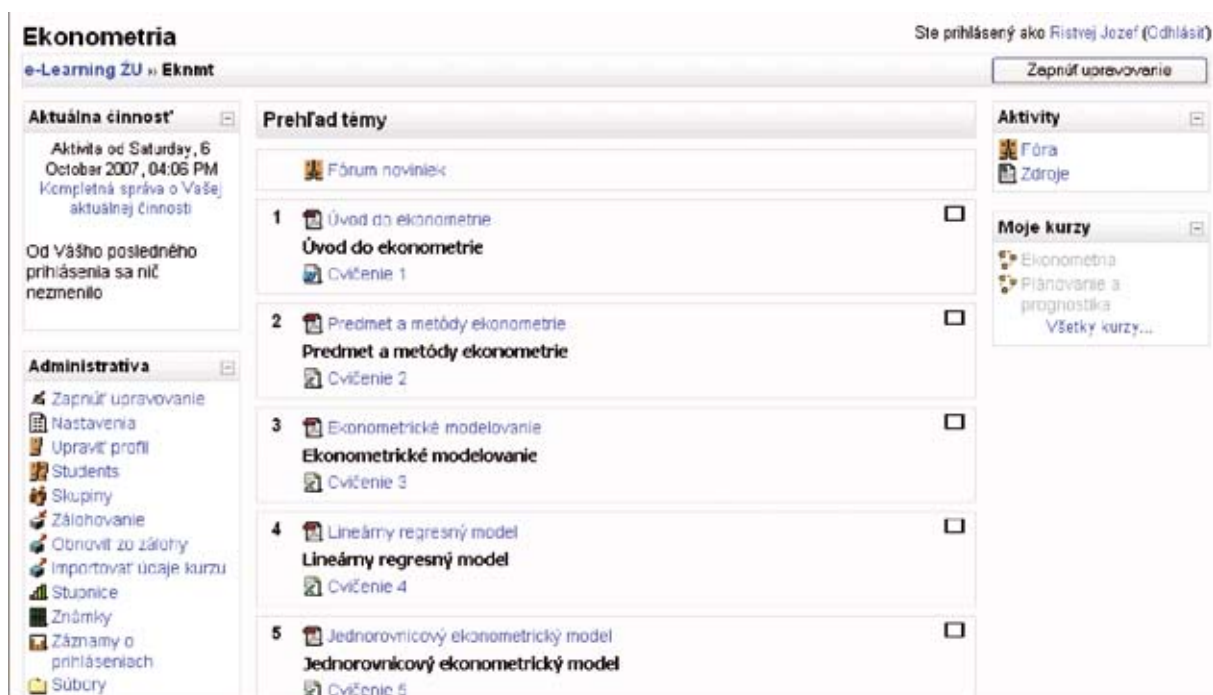 Ekonometria
Ste prihlásený ako Ristvej Jozef (Odhlásiť)
e-Learning ŽU » Eknmt
Zapnúť upravovanie
Aktuálna činnosť
Aktivita od Saturday, 6
October 2007, 04:06 PM
Kompletná správa o Vašej
aktuálnej činnosti
Od Vášho posledného
prihlásenia sa nič
nezmenilo
Administratíva
Zapnúť upravovanie
Nastavenia
Upraviť profil
Students
Skupiny
Zálohovanie
Obnoviť zo zálohy
Importovať údaje kurzu
Stupnice
Známky
Záznamy o
prihláseniach
Súbory
Prehľad témy
Fórum noviniek
1 Úvod do ekonometrie
Úvod do ekonometrie
Cvičenie 1
2 Predmet a metódy ekonometrie
Predmet a metódy ekonometrie
Cvičenie 2
3 Ekonometrické modelovanie
Ekonometrické modelovanie
Cvičenie 3
4 Lineárny regresný model
Lineárny regresný model
Cvičenie 4
5 Jednorovnicový ekonometrický model
Jednorovnicový ekonometrický model
Cvičenie 5
Aktivity
Fóra
Zdroje
Moje kurzy
Ekonometria
Plánovanie a
prognostika
Všetky kurzy...